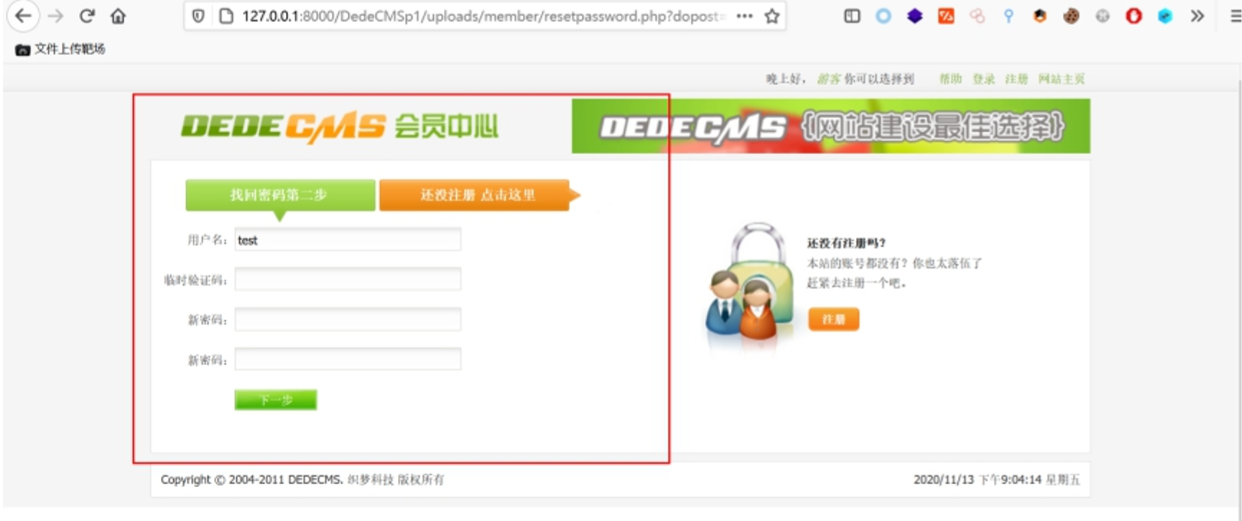 127.0.0.1:8000/DedeCMSp1/uploads/member/resetpassword.php?dopost=
文件上传靶场
晚上好， 游客 你可以选择到 帮助 登录 注册 网站主页
DEDECMS 会员中心
DEDECMS {网站建设最佳选择}
找回密码第二步 还没注册 点击这里
用户名： test
临时验证码：
新密码：
新密码：
下一步
还没有注册吗？
本站的账号都没有？你也太落伍了
赶紧去注册一个吧。
注册
Copyright © 2004-2011 DEDECMS. 织梦科技 版权所有
2020/11/13 下午9:04:14 星期五